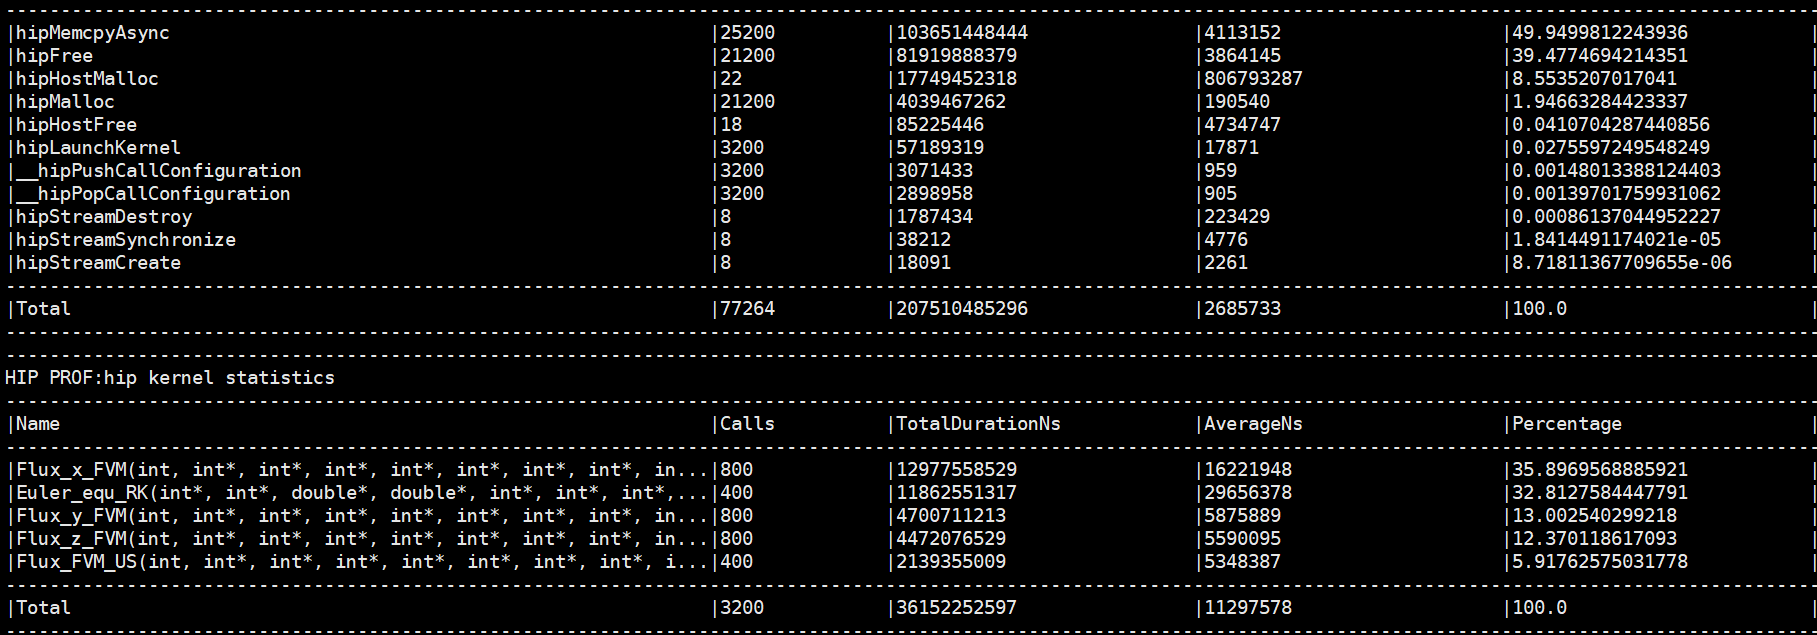 |hipMemcpyAsync |25200 |103651448444 |4113152 |49.9499812243936 |
|hipFree |21200 |81919888379 |3864145 |39.4774694214351 |
|hipHostMalloc |22 |17749452318 |806793287 |8.5535207017041 |
|hipMalloc |21200 |4039467262 |190540 |1.94663284423337 |
|hipHostFree |18 |85225446 |4734747 |0.0410704287440856 |
|hipLaunchKernel |3200 |57189319 |17871 |0.0275597249548249 |
|__hipPushCallConfiguration |3200 |3071433 |959 |0.00148013388124403 |
|__hipPopCallConfiguration |3200 |2898958 |905 |0.00139701759931062 |
|hipStreamDestroy |8 |1787434 |223429 |0.00086137044952227 |
|hipStreamSynchronize |8 |38212 |4776 |1.8414491174021e-05 |
|hipStreamCreate |8 |18091 |2261 |8.71811367709655e-06 |
|Total |77264 |207510485296 |2685733 |100.0 |
HIP PROF:hip kernel statistics
|Name |Calls |TotalDurationNs |AverageNs |Percentage |
|Flux_x_FVM(int, int*, int*, int*, int*, int*, int*, int*, in...|800 |12977558529 |16221948 |35.8969568885921 |
|Euler_equ_RK(int*, int*, double*, double*, int*, int*, int*,...|400 |11862551317 |29656378 |32.8127584447791 |
|Flux_y_FVM(int, int*, int*, int*, int*, int*, int*, int*, in...|800 |4700711213 |5875889 |13.002540299218 |
|Flux_z_FVM(int, int*, int*, int*, int*, int*, int*, int*, in...|800 |4472076529 |5590095 |12.370118617093 |
|Flux_FVM_US(int, int*, int*, int*, int*, int*, int*, int*, i...|400 |2139355009 |5348387 |5.91762575031778 |
|Total |3200 |36152252597 |11297578 |100.0 |